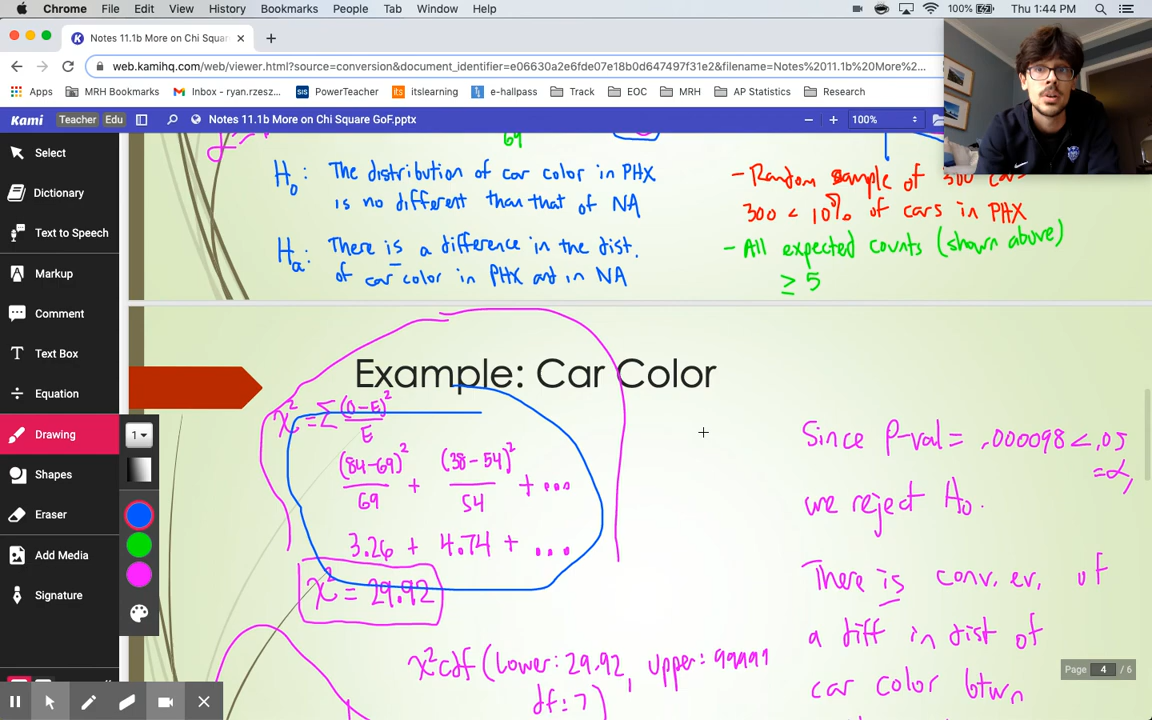 Chrome File Edit View History Bookmarks People Tab Window Help 100% Thu 1:44 PM
Notes 11.1b More on Chi Squar
web.kamihq.com/web/viewer.html?source=conversion&document_identifier=e06630a2e6fde07e18b0d647497f31e2&filename=Notes%2011.1b%20More%...
Apps MRH Bookmarks Inbox - ryan.rzesz... PowerTeacher its itslearning e-hallpass Track EOC MRH AP Statistics Research
Kami Teacher Edu Notes 11.1b More on Chi Square GoF.pptx 100%
Select
Dictionary
Text to Speech
Markup
Comment
Text Box
Equation
Drawing
Shapes
Eraser
Add Media
Signature
1
69
H₀: The distribution of car color in PHX
is no different than that of NA
Hₐ: There is a difference in the dist.
of car color in PHX and in NA
- Random sample of 300 cars
300 < 10% of cars in PHX
- All expected counts (shown above)
≥ 5
Example: Car Color
χ² = Σ (O-E)²/E
(84-69)²/69 + (38-54)²/54 + ...
3.26 + 4.74 + ...
χ² = 29.92
χ²cdf (lower: 29.92, upper: 99999
df: 7)
Since P-val = .000098 < .05
= α,
we reject H₀.
There is conv. ev. of
a diff in dist of
car color btwn
Page 4 / 6